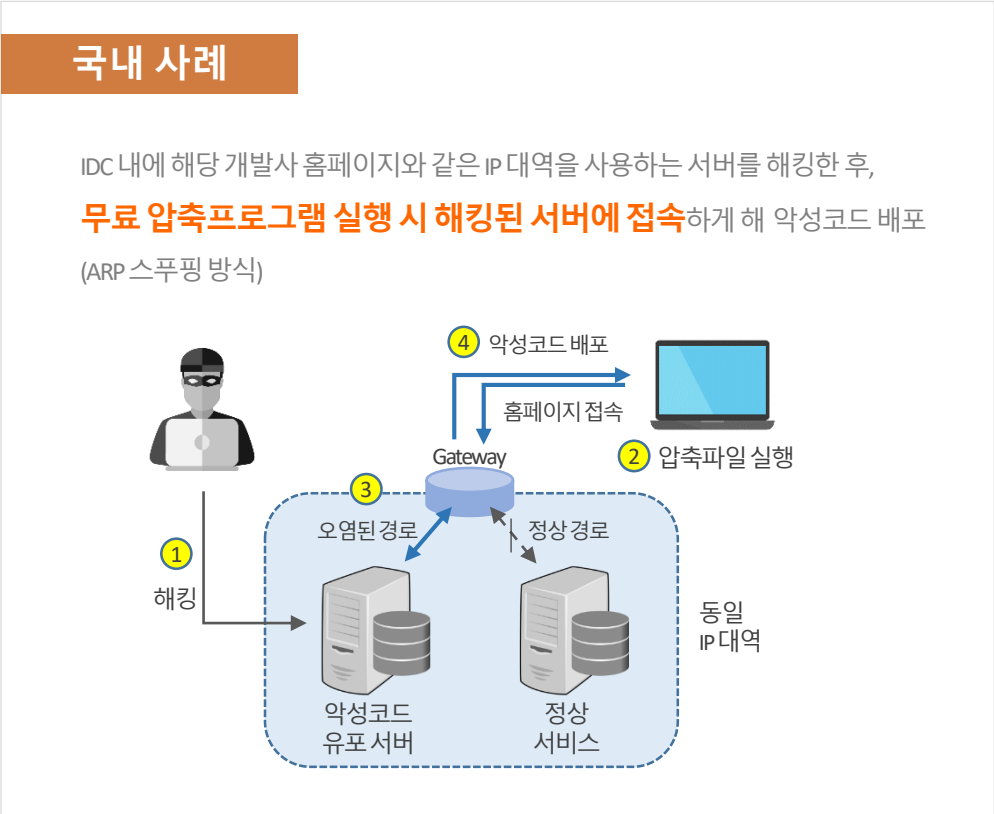 국내 사례
IDC 내에 해당 개발사 홈페이지와 같은 IP 대역을 사용하는 서버를 해킹한 후,
무료 압축프로그램 실행 시 해킹된 서버에 접속하게 해 악성코드 배포
(ARP 스푸핑 방식)
4 악성코드 배포
홈페이지 접속
Gateway
2 압축파일 실행
3
오염된 경로
정상 경로
1
해킹
동일
IP 대역
악성코드
유포 서버
정상
서비스